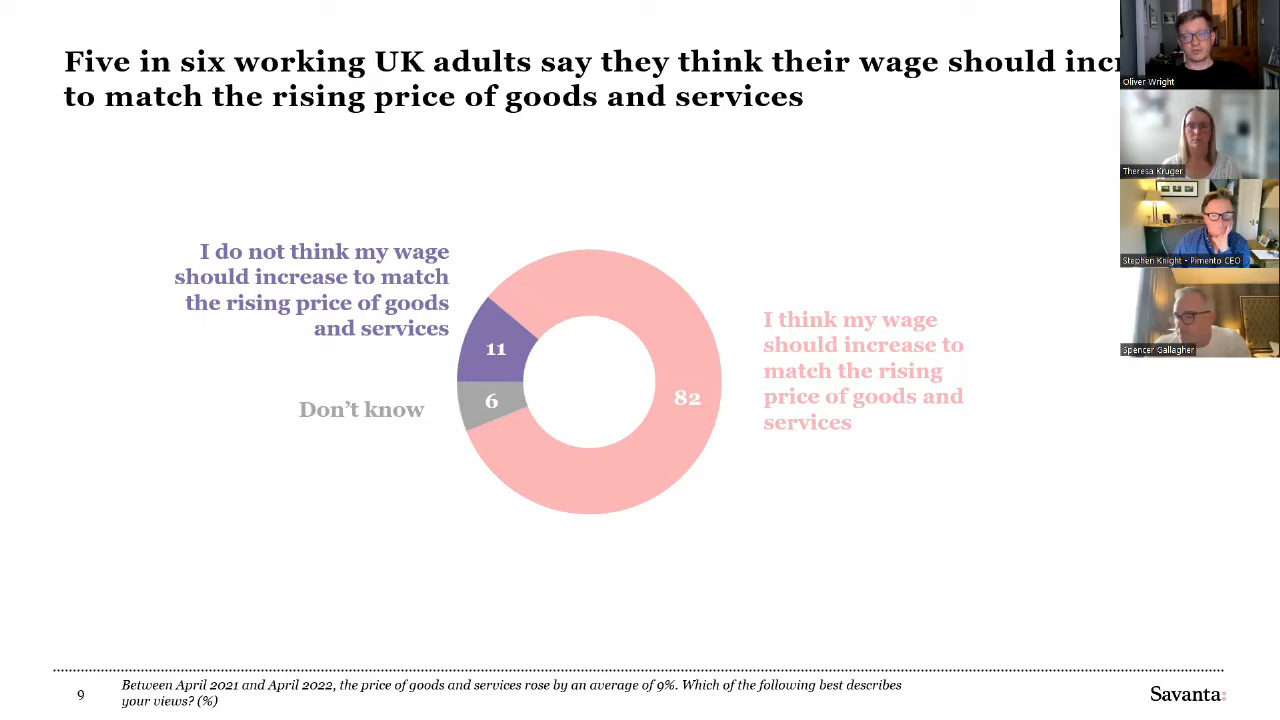 Five in six working UK adults say they think their wage should incr
to match the rising price of goods and services
I do not think my wage
should increase to match
the rising price of goods
and services
11
Don't know
6
82
I think my wage
should increase to
match the rising
price of goods and
services
9
Between April 2021 and April 2022, the price of goods and services rose by an average of 9%. Which of the following best describes
your views? (%)
Savanta:
Oliver Wright
Theresa Kruger
Stephen Knight - Pimento CEO
Spencer Gallagher